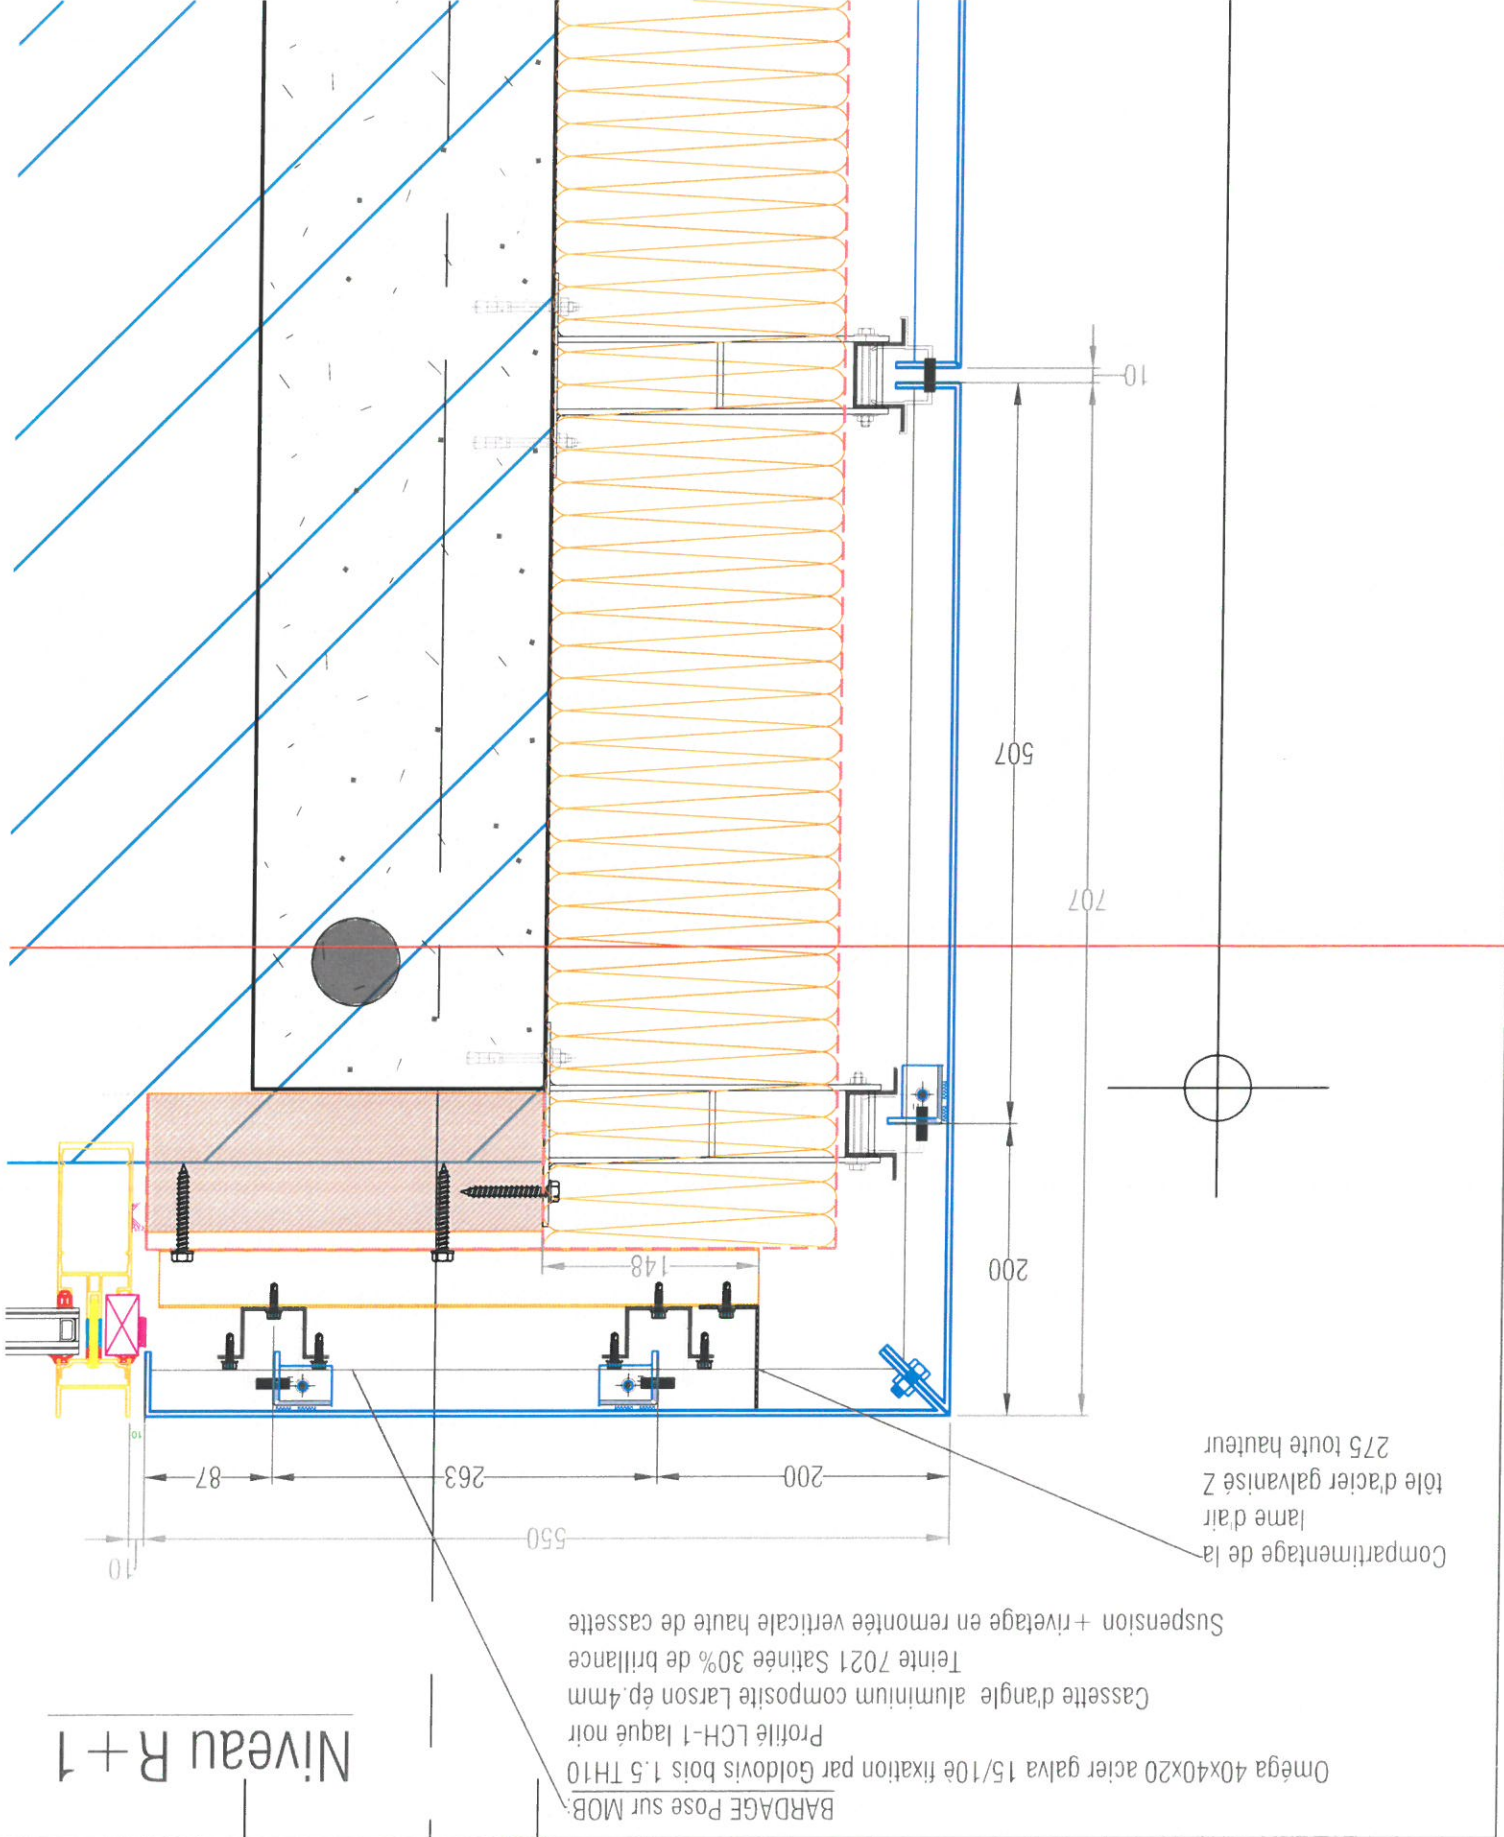 BARDAGE Pose sur MOB:
Oméga 40x40x20 acier galva 15/10è fixation par Goldovis bois 1.5 TH10
Profilé LCH-1 laqué noir
Cassette d'angle aluminium composite Larson ép.4mm
Teinte 7021 Satinée 30% de brillance
Suspension + rivetage en remontée verticale haute de cassette
Niveau R+1
Compartimentage de la
lame d'air
tôle d'acier galvanisé Z
275 toute hauteur
550
10
200
263
87
10
148
200
707
507
10